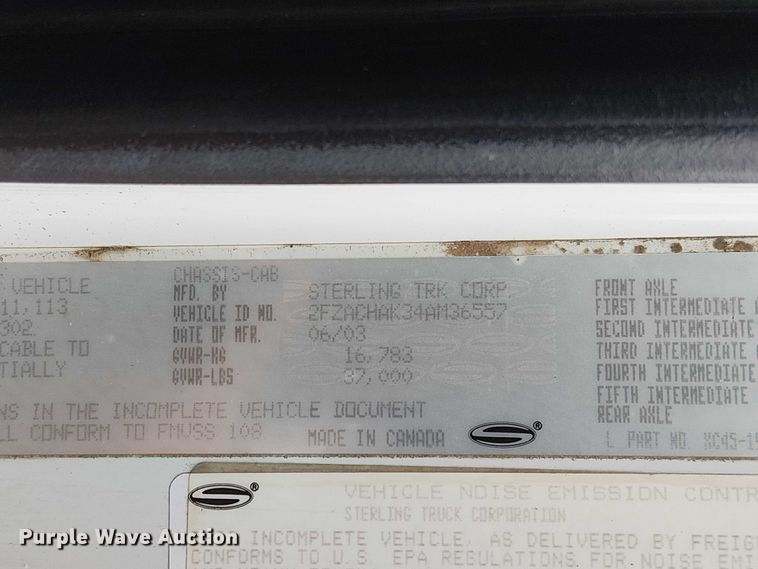 VEHICLE CHASSIS-CAB
11,113 MFD. BY STERLING TRK CORP. FRONT AXLE
302 VEHICLE ID NO. 2FZACHAK34AM36557 FIRST INTERMEDIATE
CABLE TO DATE OF MFR. 06/03 SECOND INTERMEDIATE
TIALLY GVWR-KG 16,783 THIRD INTERMEDIATE
GVWR-LBS 37,000 FOURTH INTERMEDIATE
FIFTH INTERMEDIATE
NS IN THE INCOMPLETE VEHICLE DOCUMENT REAR AXLE
LL CONFORM TO FMVSS 108 MADE IN CANADA ® L PART NO. XC45-
® VEHICLE NOISE EMISSION CONTR
STERLING TRUCK CORPORATION
INCOMPLETE VEHICLE, AS DELIVERED BY FREIG
CONFORMS TO U.S. EPA REGULATIONS FOR NOISE EMI
Purple Wave Auction
Purple Wave Auction